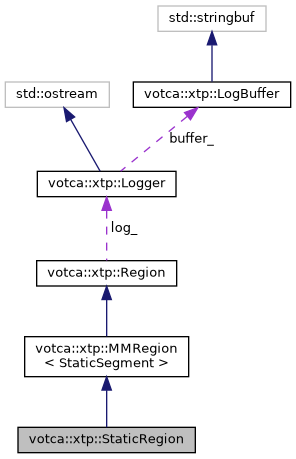 std::stringbuf
std::ostream
votca::xtp::LogBuffer
buffer_
votca::xtp::Logger
log_
votca::xtp::Region
votca::xtp::MMRegion
< StaticSegment >
votca::xtp::StaticRegion